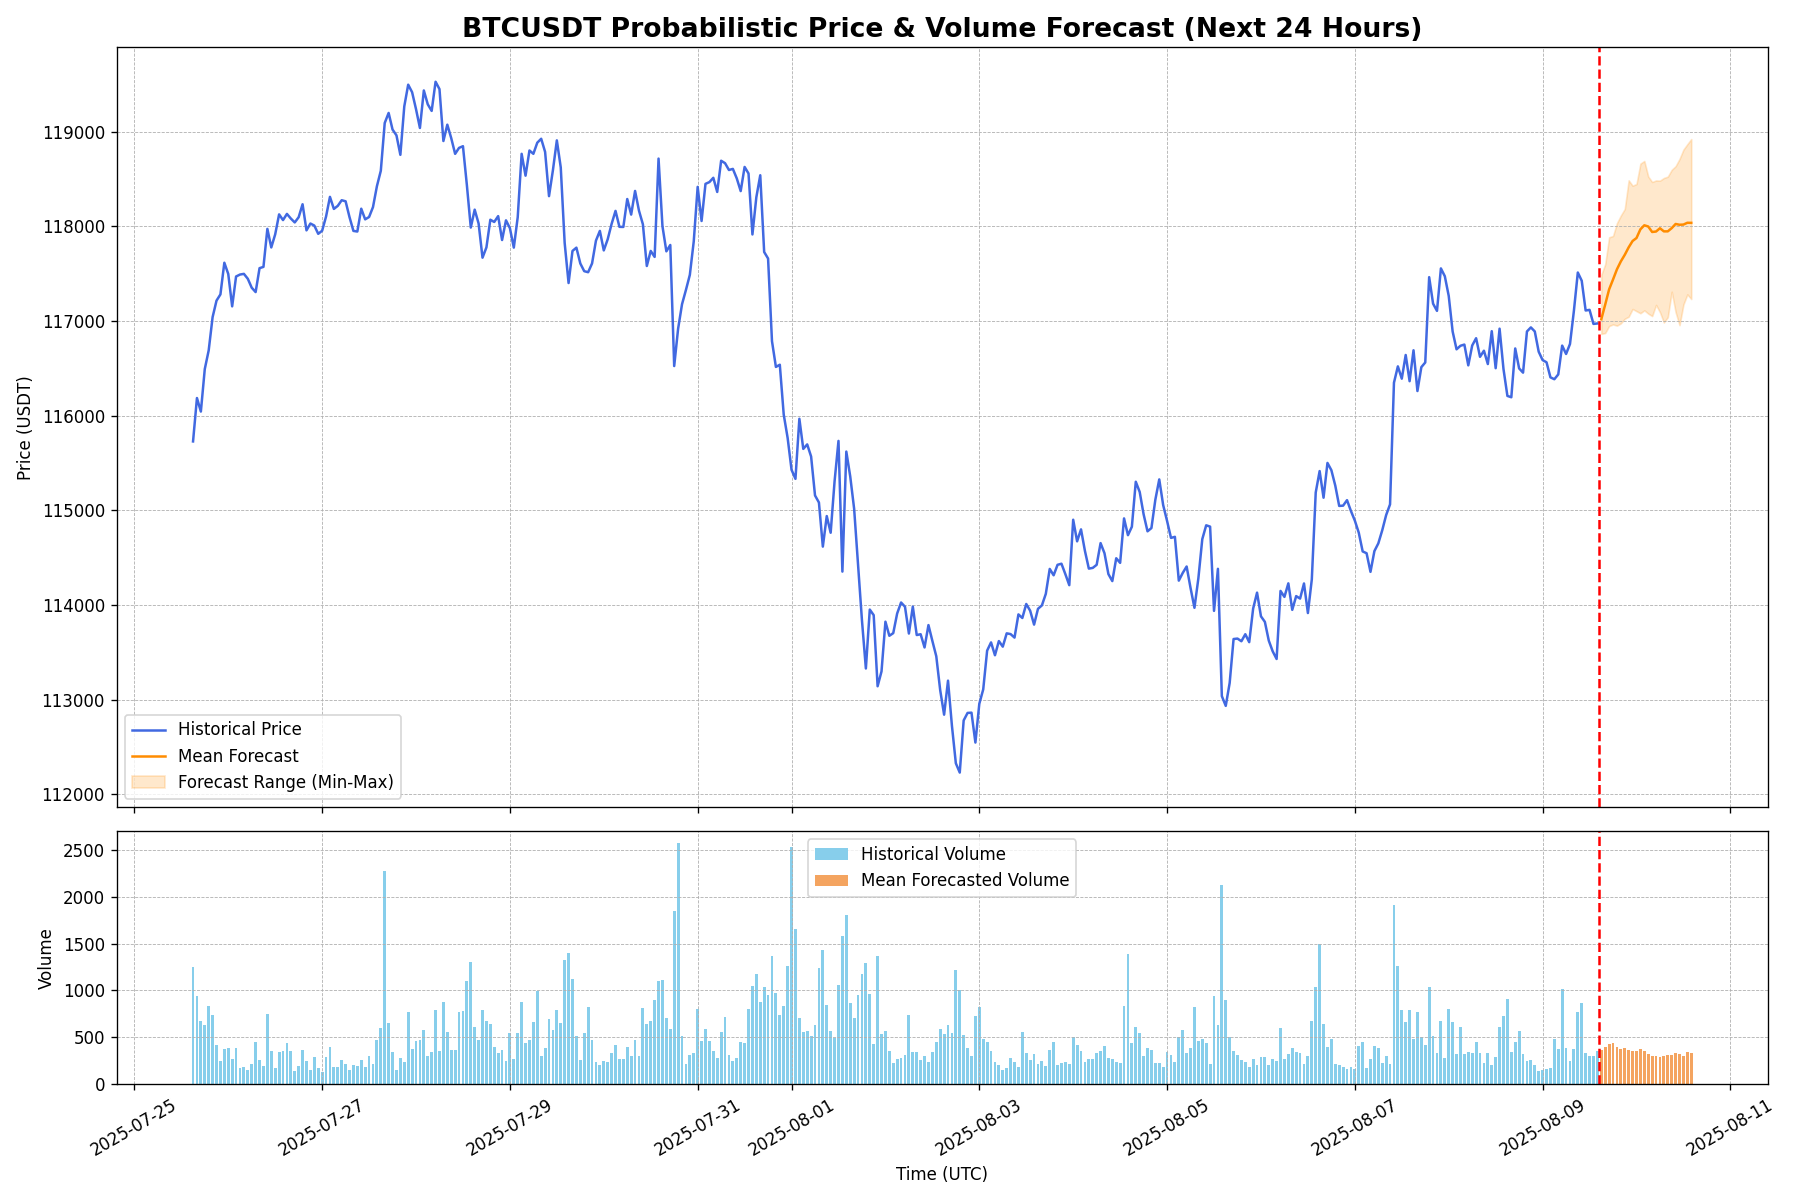 BTCUSDT Probabilistic Price & Volume Forecast (Next 24 Hours)
Price (USDT)
119000
118000
117000
116000
115000
114000
113000
112000
Historical Price
Mean Forecast
Forecast Range (Min-Max)
Volume
2500
2000
1500
1000
500
0
Historical Volume
Mean Forecasted Volume
2025-07-25
2025-07-27
2025-07-29
2025-07-31
2025-08-01
2025-08-03
2025-08-05
2025-08-07
2025-08-09
2025-08-11
Time (UTC)